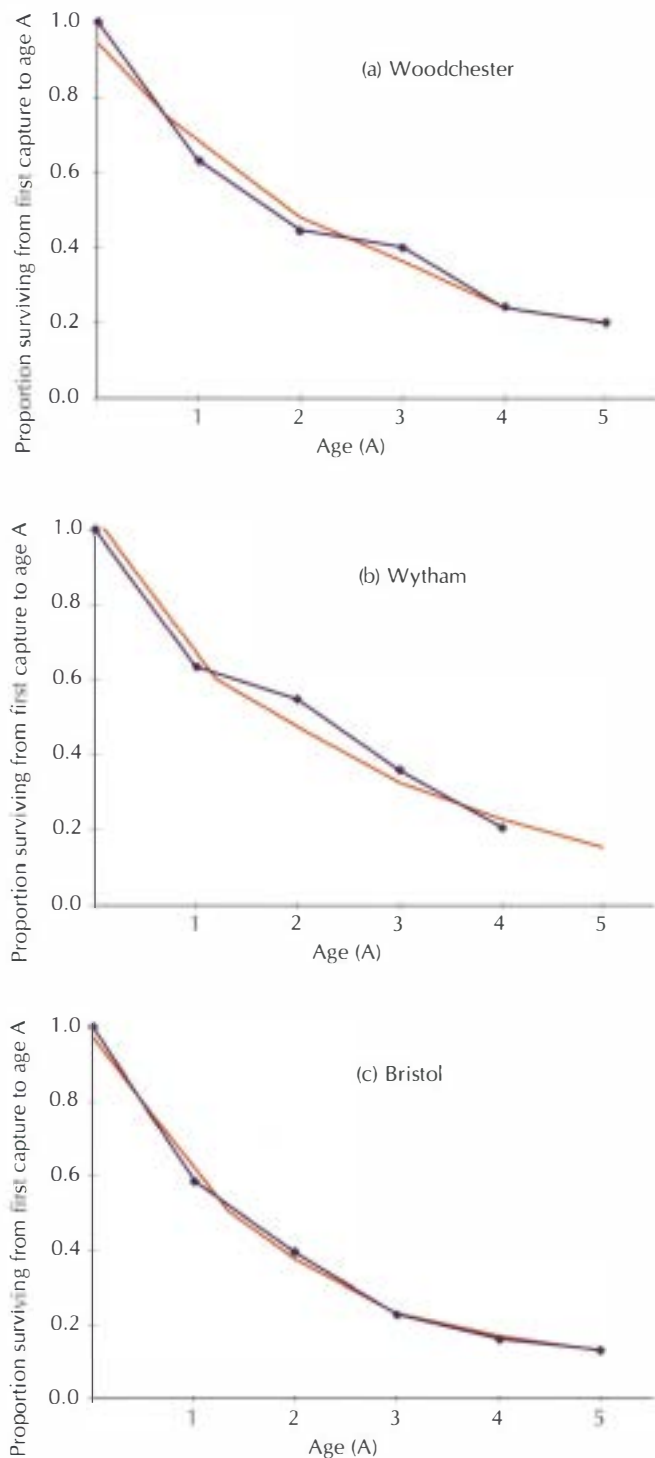 Proportion surviving from first capture to age A
1.0
0.8
0.6
0.4
0.2
0.0
(a) Woodchester
1 2 3 4 5
Age (A)
Proportion surviving from first capture to age A
1.0
0.8
0.6
0.4
0.2
0.0
(b) Wytham
1 2 3 4 5
Age (A)
Proportion surviving from first capture to age A
1.0
0.8
0.6
0.4
0.2
0.0
(c) Bristol
1 2 3 4 5
Age (A)